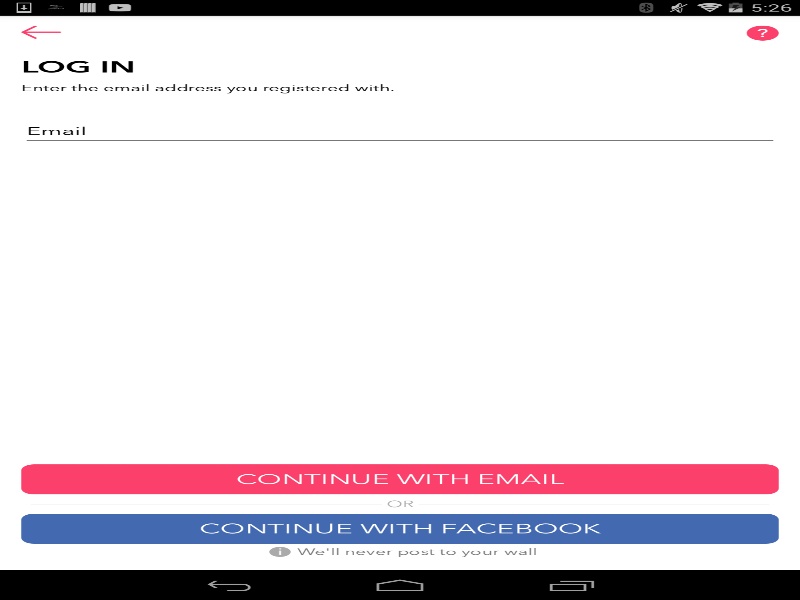 5:26
?
LOG IN
Enter the email address you registered with.
Email
CONTINUE WITH EMAIL
OR
CONTINUE WITH FACEBOOK
We'll never post to your wall